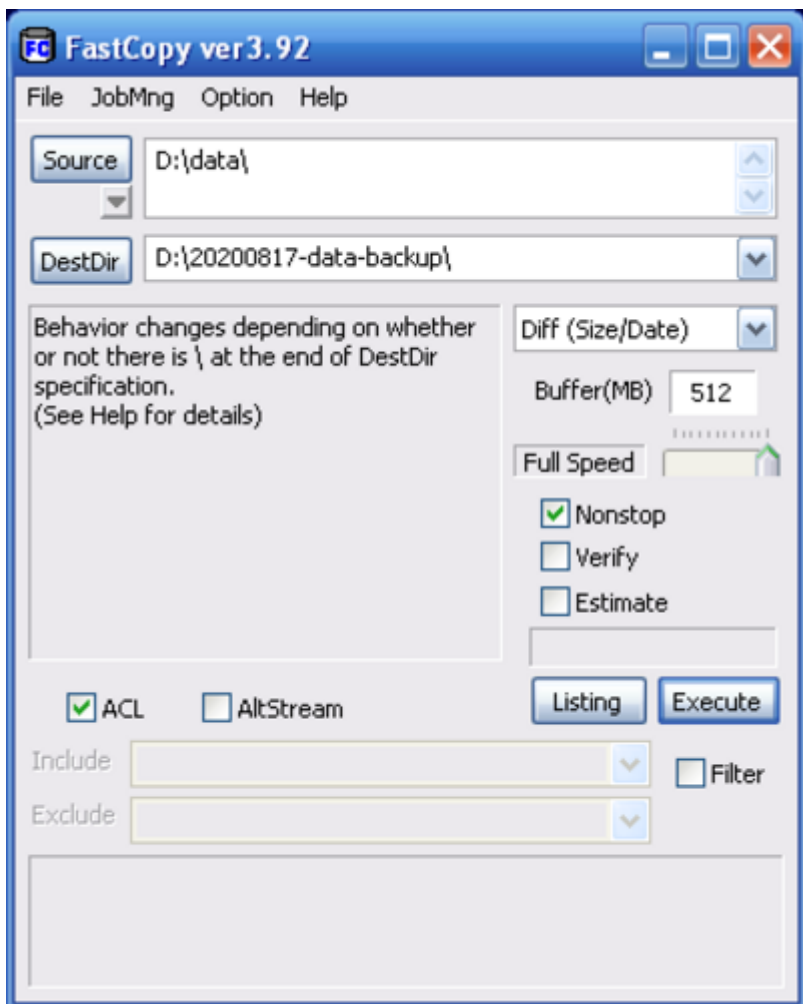 FC FastCopy ver3.92
File JobMng Option Help
Source D:\data\
DestDir D:\20200817-data-backup\
Behavior changes depending on whether
or not there is \ at the end of DestDir
specification.
(See Help for details)
Diff (Size/Date)
Buffer(MB) 512
Full Speed
Nonstop
Verify
Estimate
ACL AltStream Listing Execute
Include
Filter
Exclude